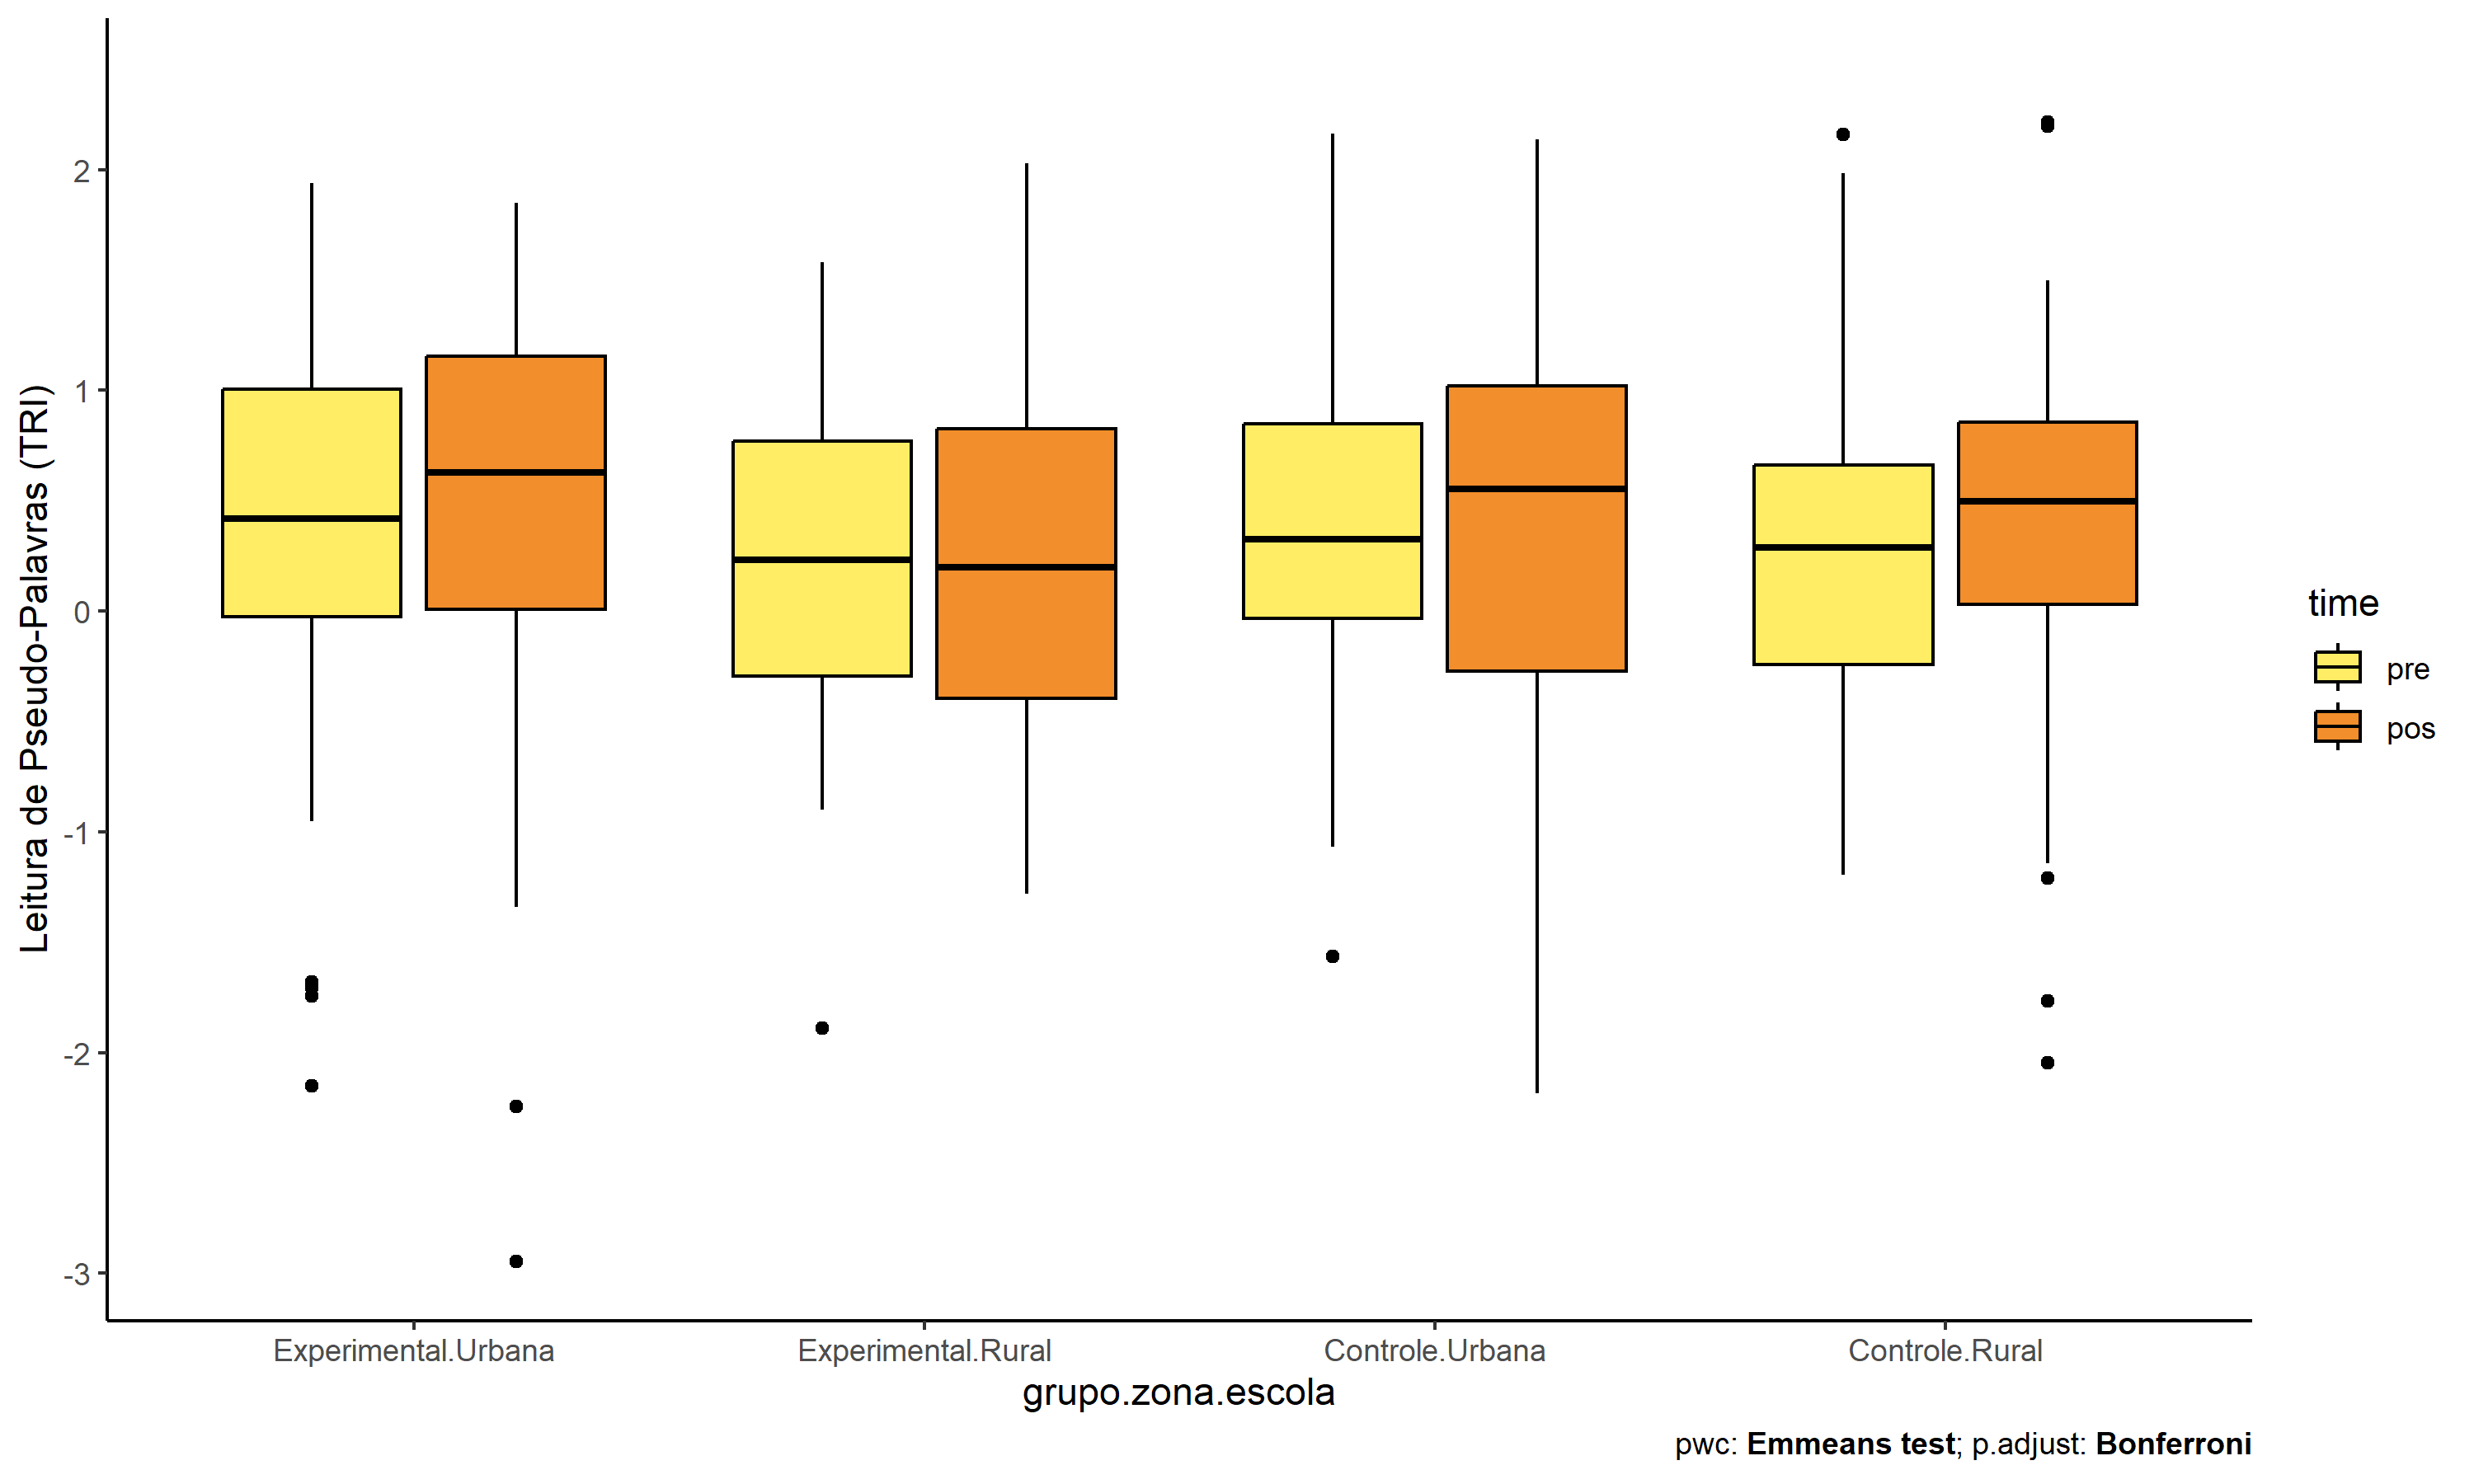 Leitura de Pseudo-Palavras (TRI)
2
1
0
-1
-2
-3
Experimental.Urbana
Experimental.Rural
Controle.Urbana
Controle.Rural
grupo.zona.escola
time
pre
pos
pwc: Emmeans test; p.adjust: Bonferroni